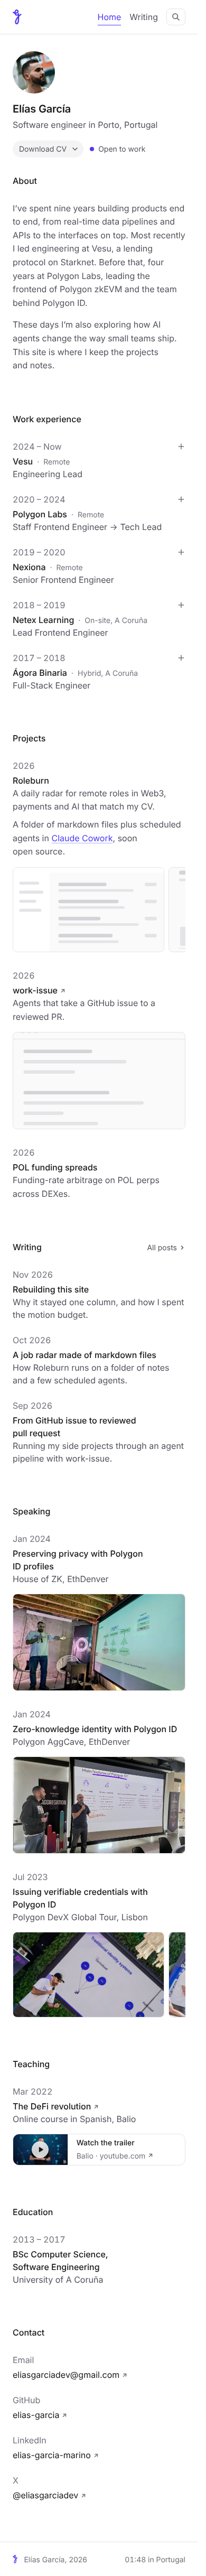 Home Writing
Elías García
Software engineer in Porto, Portugal
Download CV
Open to work
About
I've spent nine years building products end
to end, from real-time data pipelines and
APIs to the interfaces on top. Most recently
I led engineering at Vesu, a lending
protocol on Starknet. Before that, four
years at Polygon Labs, leading the
frontend of Polygon zkEVM and the team
behind Polygon ID.
These days I'm also exploring how AI
agents change the way small teams ship.
This site is where I keep the projects
and notes.
Work experience
2024 – Now
Vesu · Remote
Engineering Lead
2020 – 2024
Polygon Labs · Remote
Staff Frontend Engineer → Tech Lead
2019 – 2020
Nexiona · Remote
Senior Frontend Engineer
2018 – 2019
Netex Learning · On-site, A Coruña
Lead Frontend Engineer
2017 – 2018
Ágora Binaria · Hybrid, A Coruña
Full-Stack Engineer
Projects
2026
Roleburn
A daily radar for remote roles in Web3,
payments and AI that match my CV.
A folder of markdown files plus scheduled
agents in Claude Cowork, soon
open source.
2026
work-issue ↗
Agents that take a GitHub issue to a
reviewed PR.
2026
POL funding spreads
Funding-rate arbitrage on POL perps
across DEXes.
Writing
All posts
Nov 2026
Rebuilding this site
Why it stayed one column, and how I spent
the motion budget.
Oct 2026
A job radar made of markdown files
How Roleburn runs on a folder of notes
and a few scheduled agents.
Sep 2026
From GitHub issue to reviewed
pull request
Running my side projects through an agent
pipeline with work-issue.
Speaking
Jan 2024
Preserving privacy with Polygon
ID profiles
House of ZK, EthDenver
Jan 2024
Zero-knowledge identity with Polygon ID
Polygon AggCave, EthDenver
Jul 2023
Issuing verifiable credentials with
Polygon ID
Polygon DevX Global Tour, Lisbon
Traditional identity systems
Teaching
Mar 2022
The DeFi revolution ↗
Online course in Spanish, Balio
Watch the trailer
Balio · youtube.com ↗
Education
2013 – 2017
BSc Computer Science,
Software Engineering
University of A Coruña
Contact
Email
eliasgarciadev@gmail.com ↗
GitHub
elias-garcia ↗
LinkedIn
elias-garcia-marino ↗
X
@eliasgarciadev ↗
Elías García, 2026
01:48 in Portugal